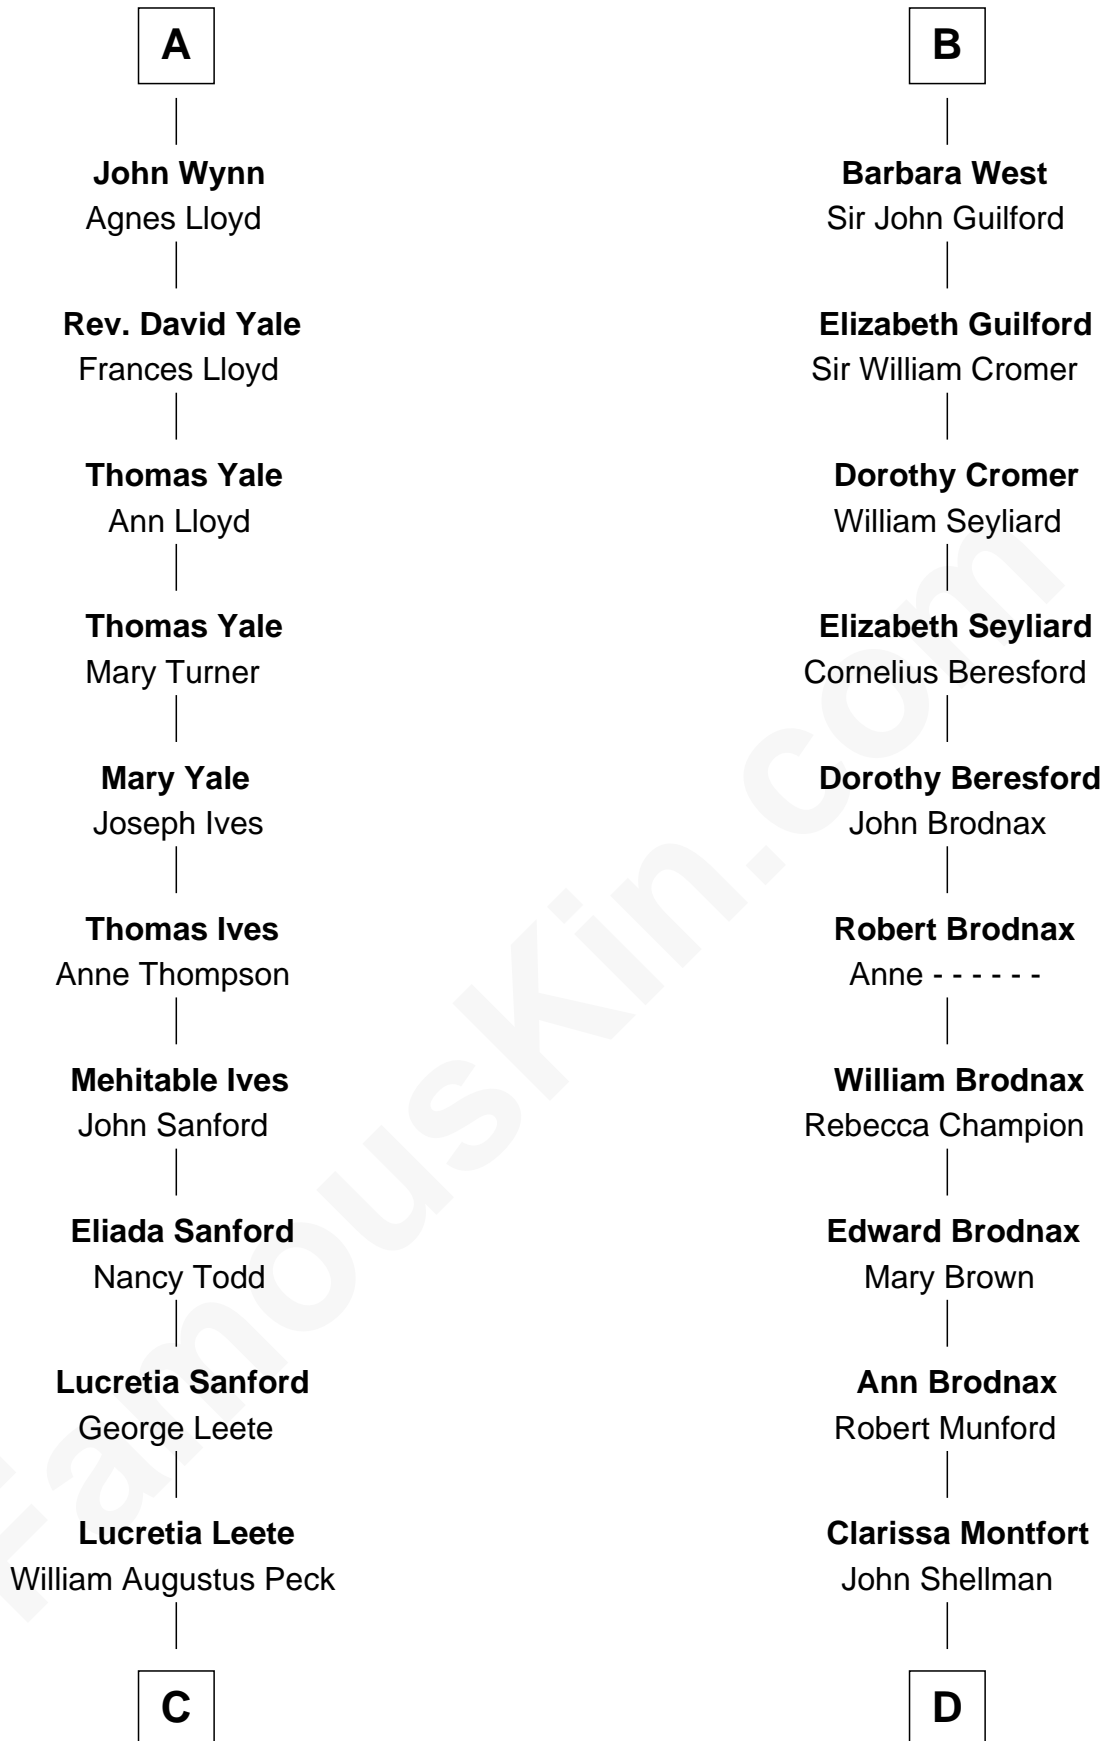 A
John Wynn
Agnes Lloyd
Rev. David Yale
Frances Lloyd
Thomas Yale
Ann Lloyd
Thomas Yale
Mary Turner
Mary Yale
Joseph Ives
Thomas Ives
Anne Thompson
Mehitable Ives
John Sanford
Eliada Sanford
Nancy Todd
Lucretia Sanford
George Leete
Lucretia Leete
William Augustus Peck
C
B
Barbara West
Sir John Guilford
Elizabeth Guilford
Sir William Cromer
Dorothy Cromer
William Seyliard
Elizabeth Seyliard
Cornelius Beresford
Dorothy Beresford
John Brodnax
Robert Brodnax
Anne - - - - - -
William Brodnax
Rebecca Champion
Edward Brodnax
Mary Brown
Ann Brodnax
Robert Munford
Clarissa Montfort
John Shellman
D
FamousKin.com